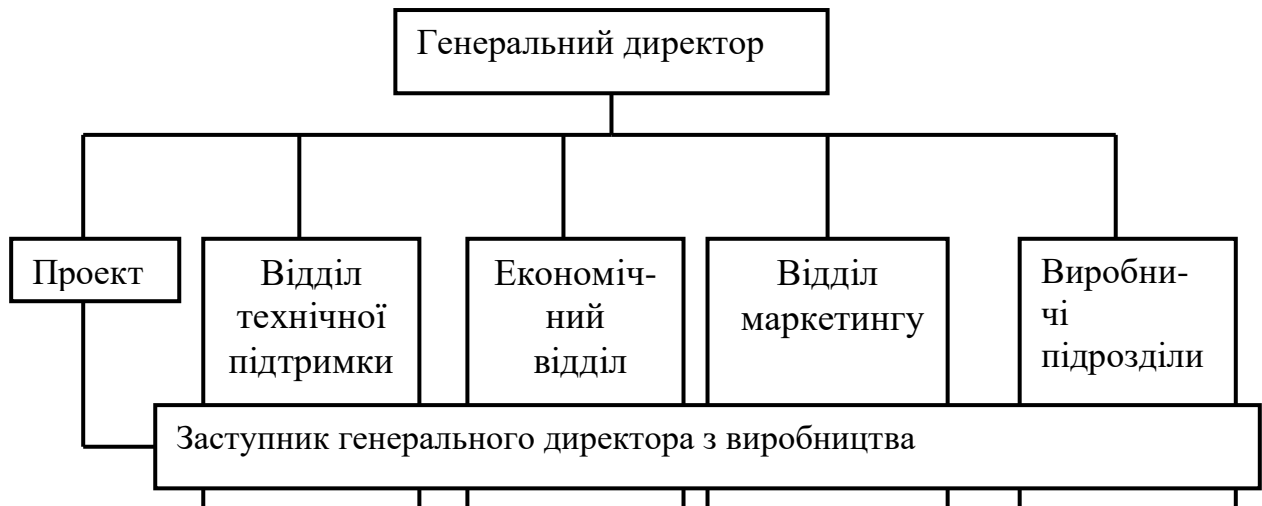 Генеральний директор
Проект
Відділ
технічної
підтримки
Економіч-
ний
відділ
Відділ
маркетингу
Виробни-
чі
підрозділи
Заступник генерального директора з виробництва